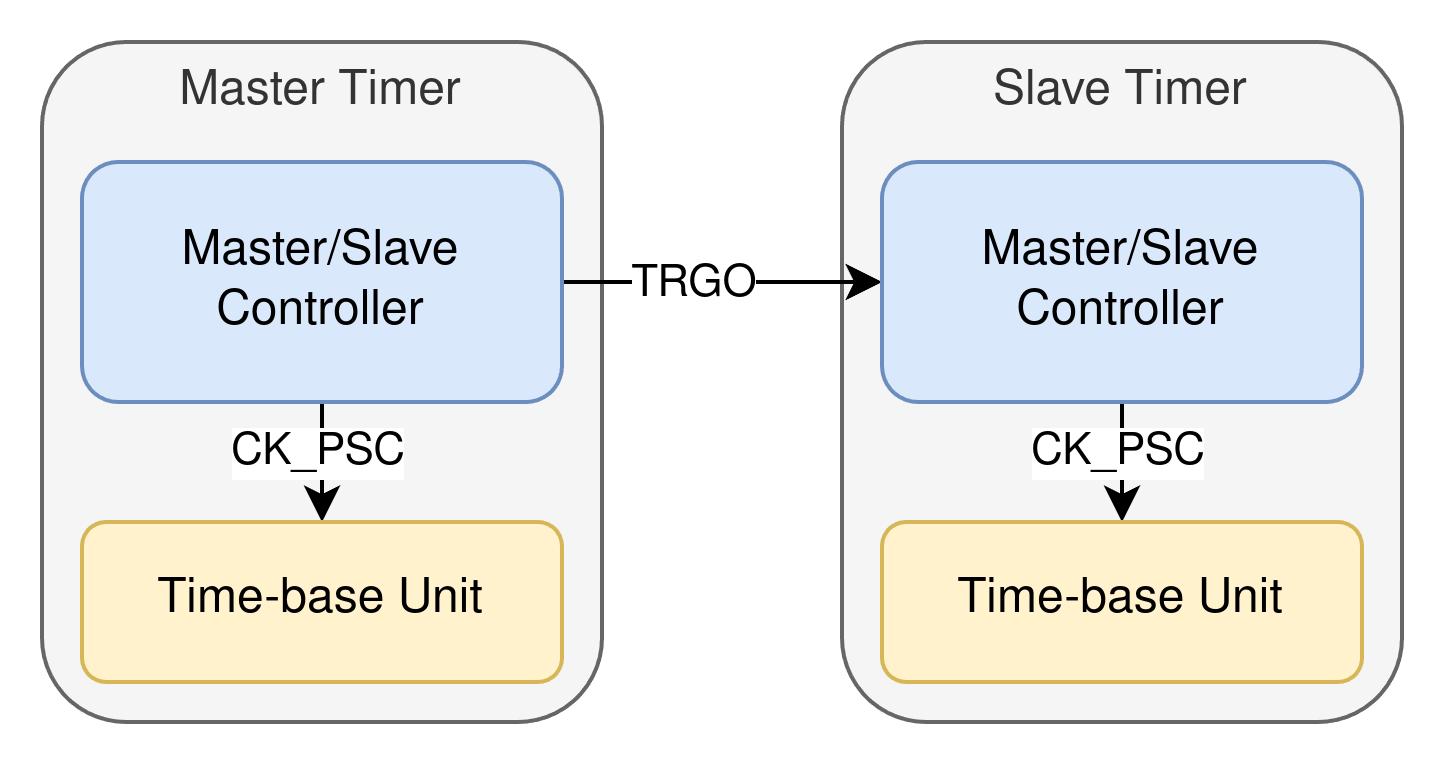 Master Timer
Master/Slave
Controller
CK_PSC
Time-base Unit
TRGO
Slave Timer
Master/Slave
Controller
CK_PSC
Time-base Unit